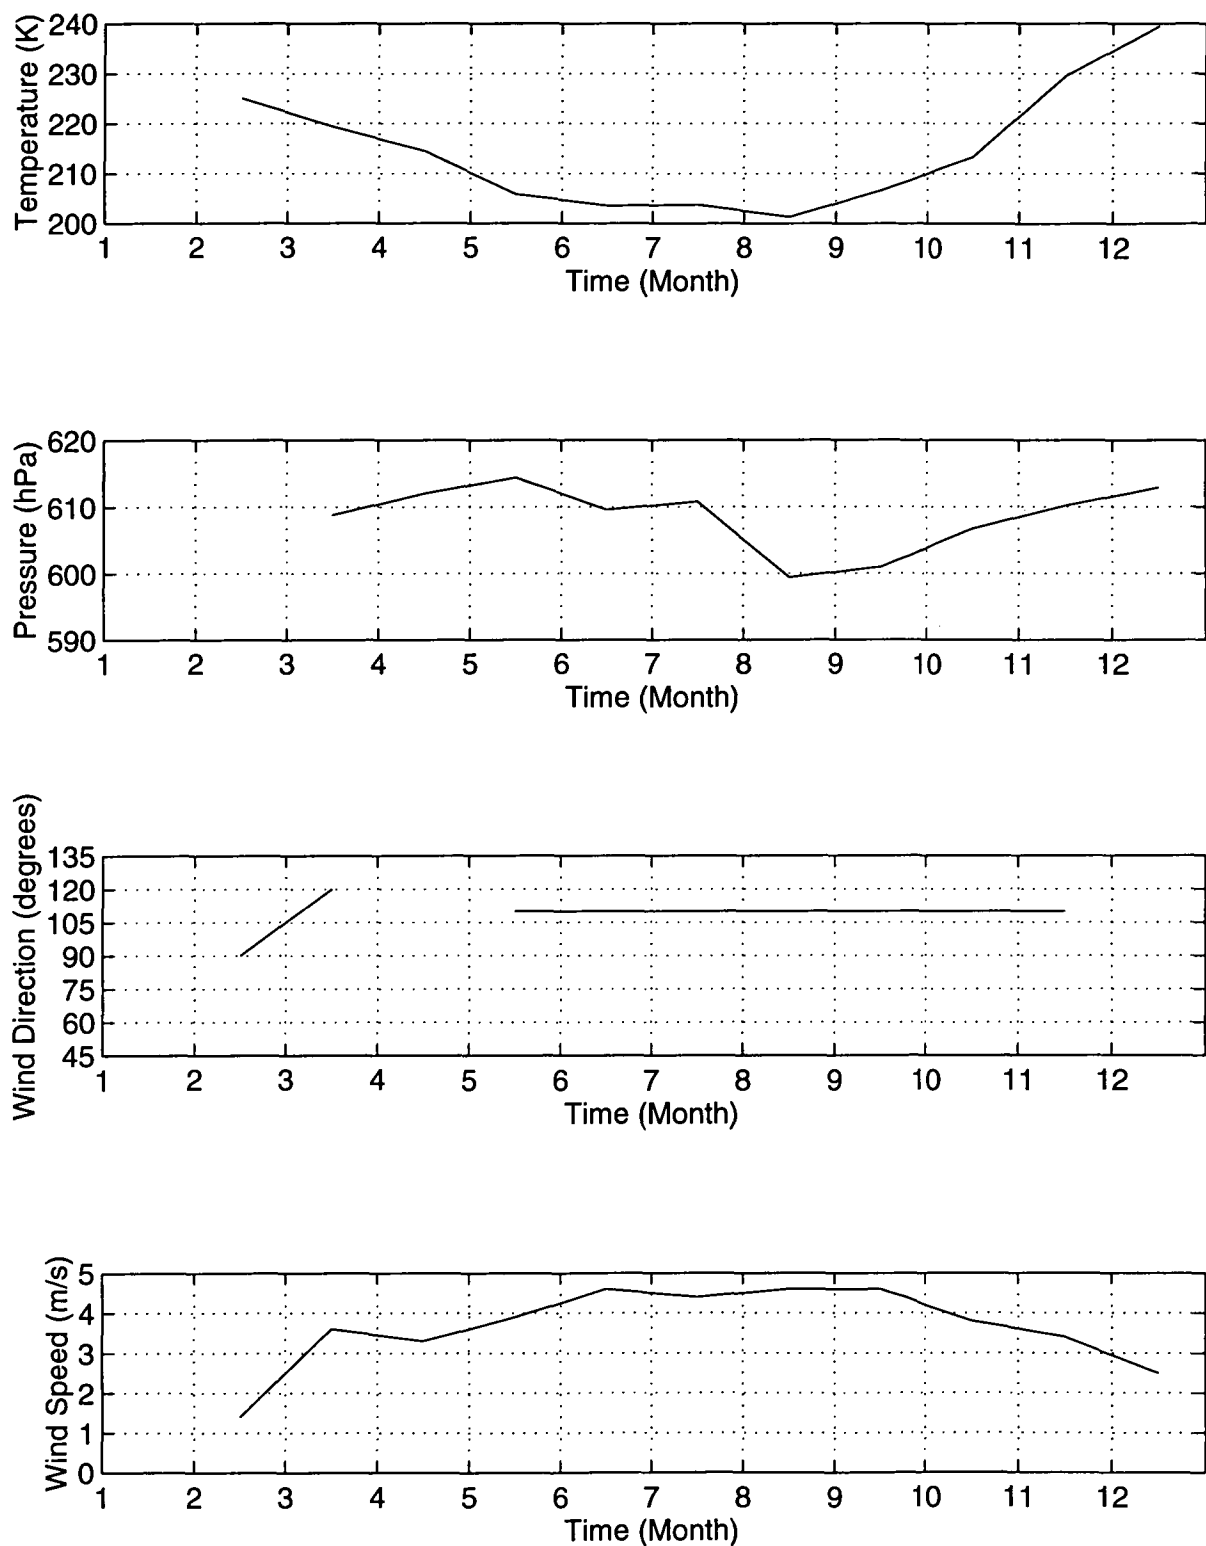 Temperature (K)
240
230
220
210
200
1 2 3 4 5 6 7 8 9 10 11 12
Time (Month)
Pressure (hPa)
620
610
600
590
1 2 3 4 5 6 7 8 9 10 11 12
Time (Month)
Wind Direction (degrees)
135
120
105
90
75
60
45
1 2 3 4 5 6 7 8 9 10 11 12
Time (Month)
Wind Speed (m/s)
5
4
3
2
1
0
1 2 3 4 5 6 7 8 9 10 11 12
Time (Month)